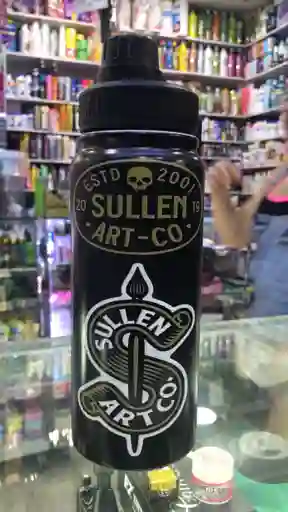 ESTD 2001
20 SULLEN 19
ART-CO
SULLEN
ART CO